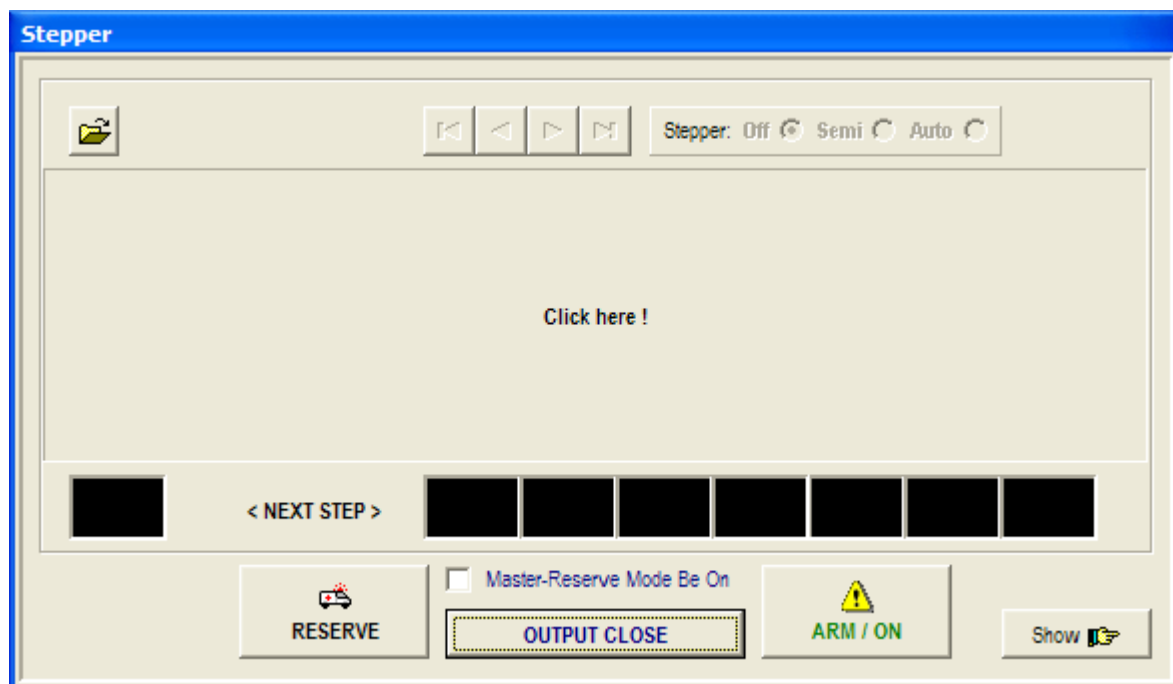 Stepper
Stepper: Off Semi Auto
Click here !
< NEXT STEP >
Master-Reserve Mode Be On
RESERVE
OUTPUT CLOSE
ARM / ON
Show